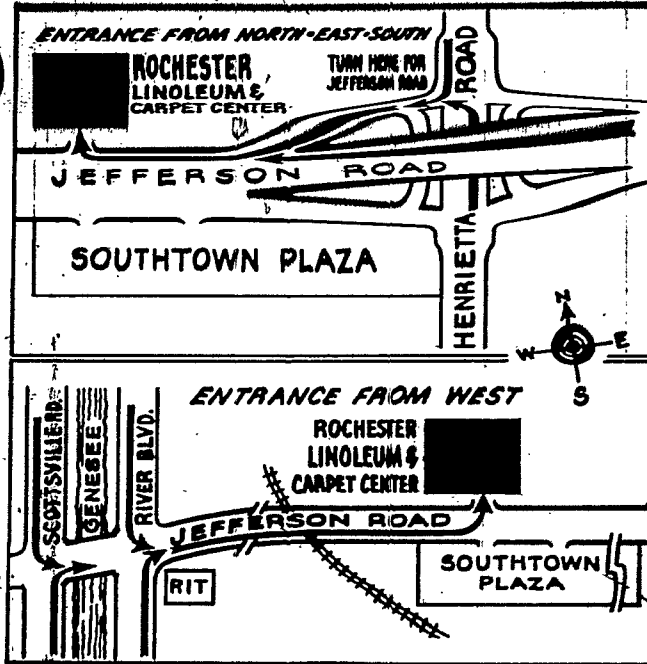 ENTRANCE FROM NORTH-EAST-SOUTH
ROCHESTER
LINOLEUM &
CARPET CENTER
TURN HERE FOR
JEFFERSON ROAD
HENRIETTA ROAD
JEFFERSON ROAD
SOUTHTOWN PLAZA
N
W
E
S
ENTRANCE FROM WEST
ROCHESTER
LINOLEUM &
CARPET CENTER
SCOTTSVILLE RD.
GENESEE
RIVER BLVD.
JEFFERSON ROAD
RIT
SOUTHTOWN
PLAZA